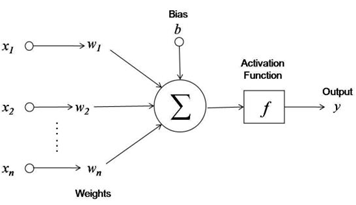 Bias
b
x1 w1
Activation
Function
x2 w2
Σ
f
Output
y
xn wn
Weights